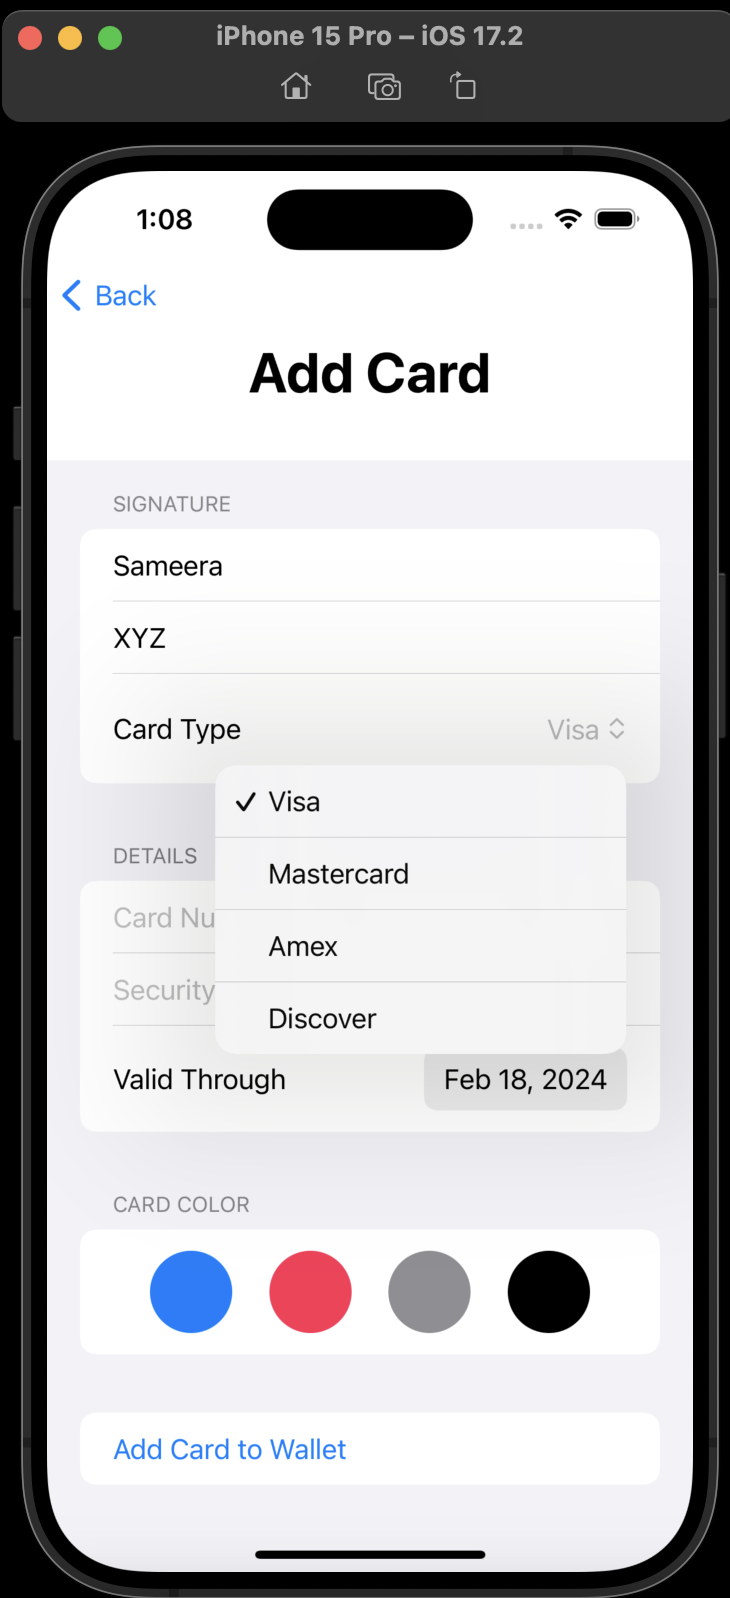 iPhone 15 Pro – iOS 17.2
1:08
Back
Add Card
SIGNATURE
Sameera
XYZ
Card Type Visa
Visa
DETAILS
Mastercard
Card Nu
Amex
Security
Discover
Valid Through Feb 18, 2024
CARD COLOR
Add Card to Wallet